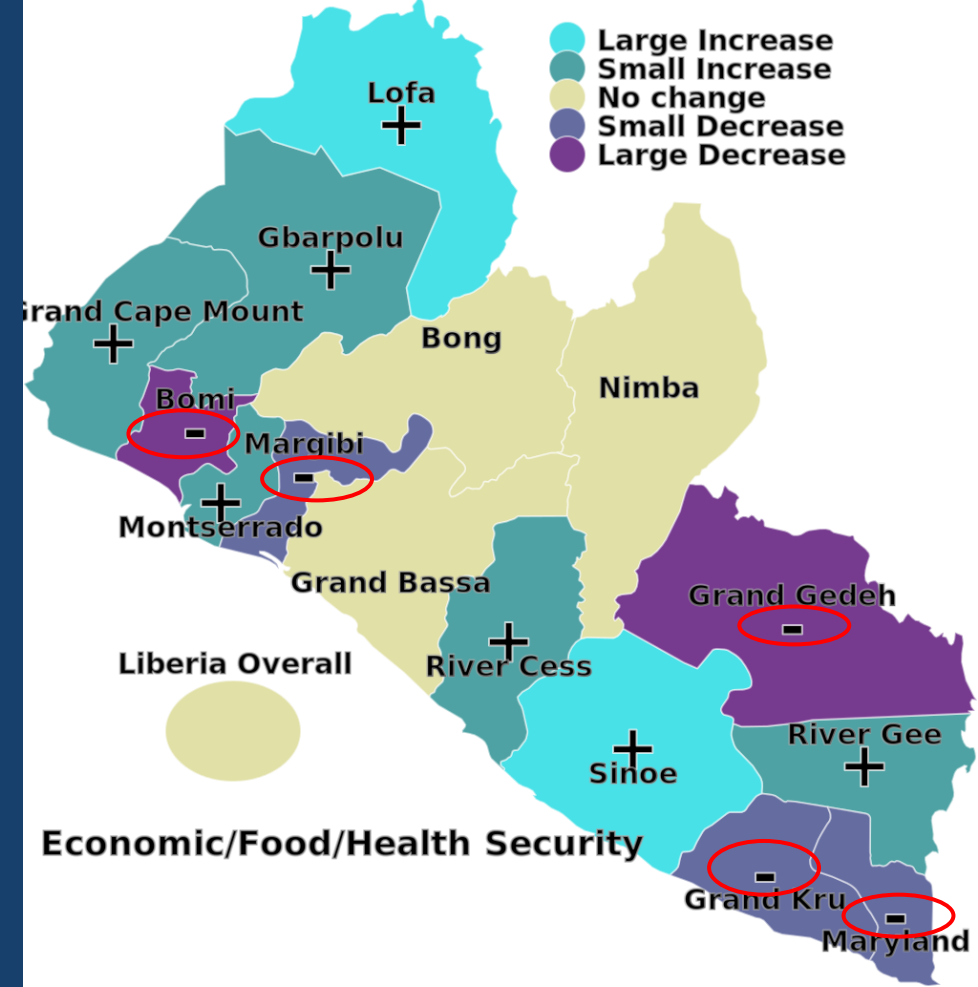 Large Increase
Small Increase
No change
Small Decrease
Large Decrease
Lofa
+
Gbarpolu
+
Grand Cape Mount
+
Bong
Nimba
Bomi
-
Margibi
-
+
Montserrado
Grand Bassa
Grand Gedeh
-
+
River Cess
Liberia Overall
River Gee
+
+
Sinoe
Economic/Food/Health Security
-
Grand Kru
-
Maryland